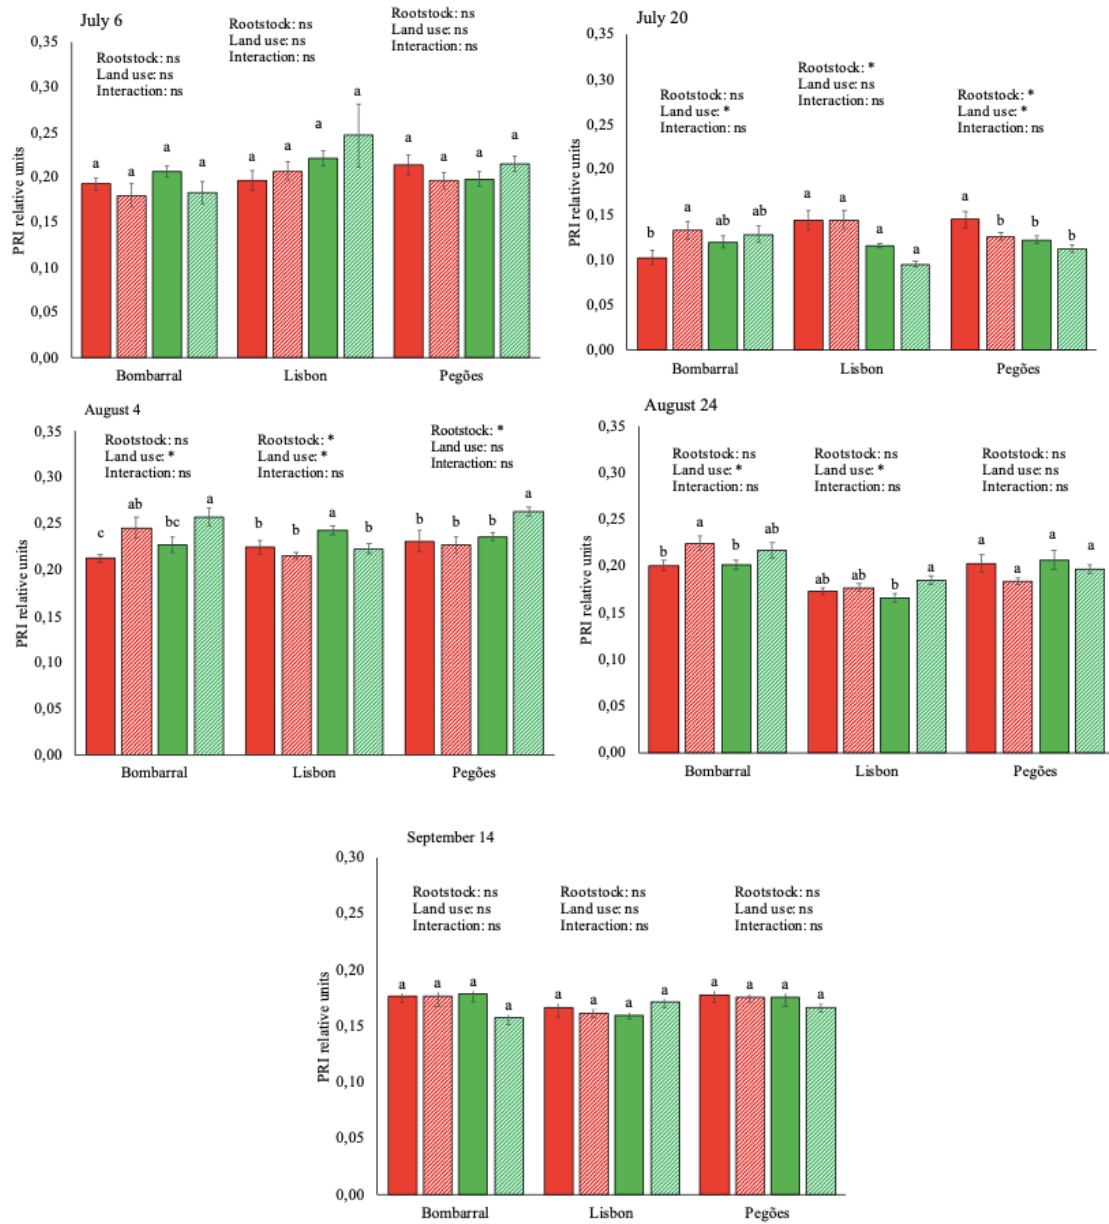 July 6
Rootstock: ns
Land use: ns
Interaction: ns
Rootstock: ns
Land use: ns
Interaction: ns
Rootstock: ns
Land use: ns
Interaction: ns
PRI relative units
0,35
0,30
0,25
0,20
0,15
0,10
0,05
0,00
a a a a
a a a a
a a a a
Bombarral Lisbon Pegões
July 20
Rootstock: ns
Land use: *
Interaction: ns
Rootstock: *
Land use: ns
Interaction: ns
Rootstock: *
Land use: *
Interaction: ns
PRI relative units
0,35
0,30
0,25
0,20
0,15
0,10
0,05
0,00
b a ab ab
a a a a
a b b b
Bombarral Lisbon Pegões
August 4
Rootstock: ns
Land use: *
Interaction: ns
Rootstock: *
Land use: *
Interaction: ns
Rootstock: *
Land use: ns
Interaction: ns
PRI relative units
0,35
0,30
0,25
0,20
0,15
0,10
0,05
0,00
c ab bc a
b b a b
b b b a
Bombarral Lisbon Pegões
August 24
Rootstock: ns
Land use: *
Interaction: ns
Rootstock: ns
Land use: *
Interaction: ns
Rootstock: ns
Land use: ns
Interaction: ns
PRI relative units
0,35
0,30
0,25
0,20
0,15
0,10
0,05
0,00
b a b ab
ab ab b a
a a a a
Bombarral Lisbon Pegões
September 14
Rootstock: ns
Land use: ns
Interaction: ns
Rootstock: ns
Land use: ns
Interaction: ns
Rootstock: ns
Land use: ns
Interaction: ns
PRI relative units
0,30
0,25
0,20
0,15
0,10
0,05
0,00
a a a a
a a a a
a a a a
Bombarral Lisbon Pegões